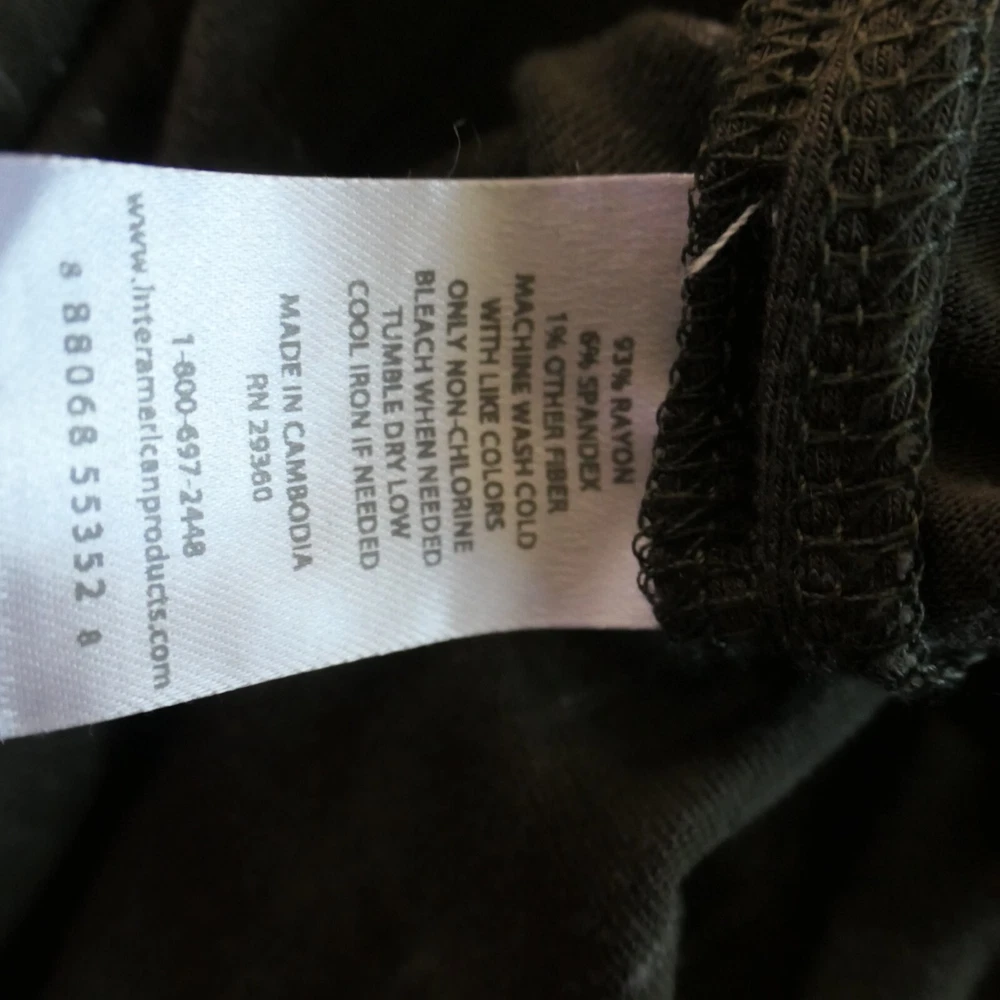 93% RAYON
6% SPANDEX
1% OTHER FIBER
MACHINE WASH COLD
WITH LIKE COLORS
ONLY NON-CHLORINE
BLEACH WHEN NEEDED
TUMBLE DRY LOW
COOL IRON IF NEEDED
MADE IN CAMBODIA
RN 29360
1-800-697-2448
www.interamericanproducts.com
8 88068 55352 8